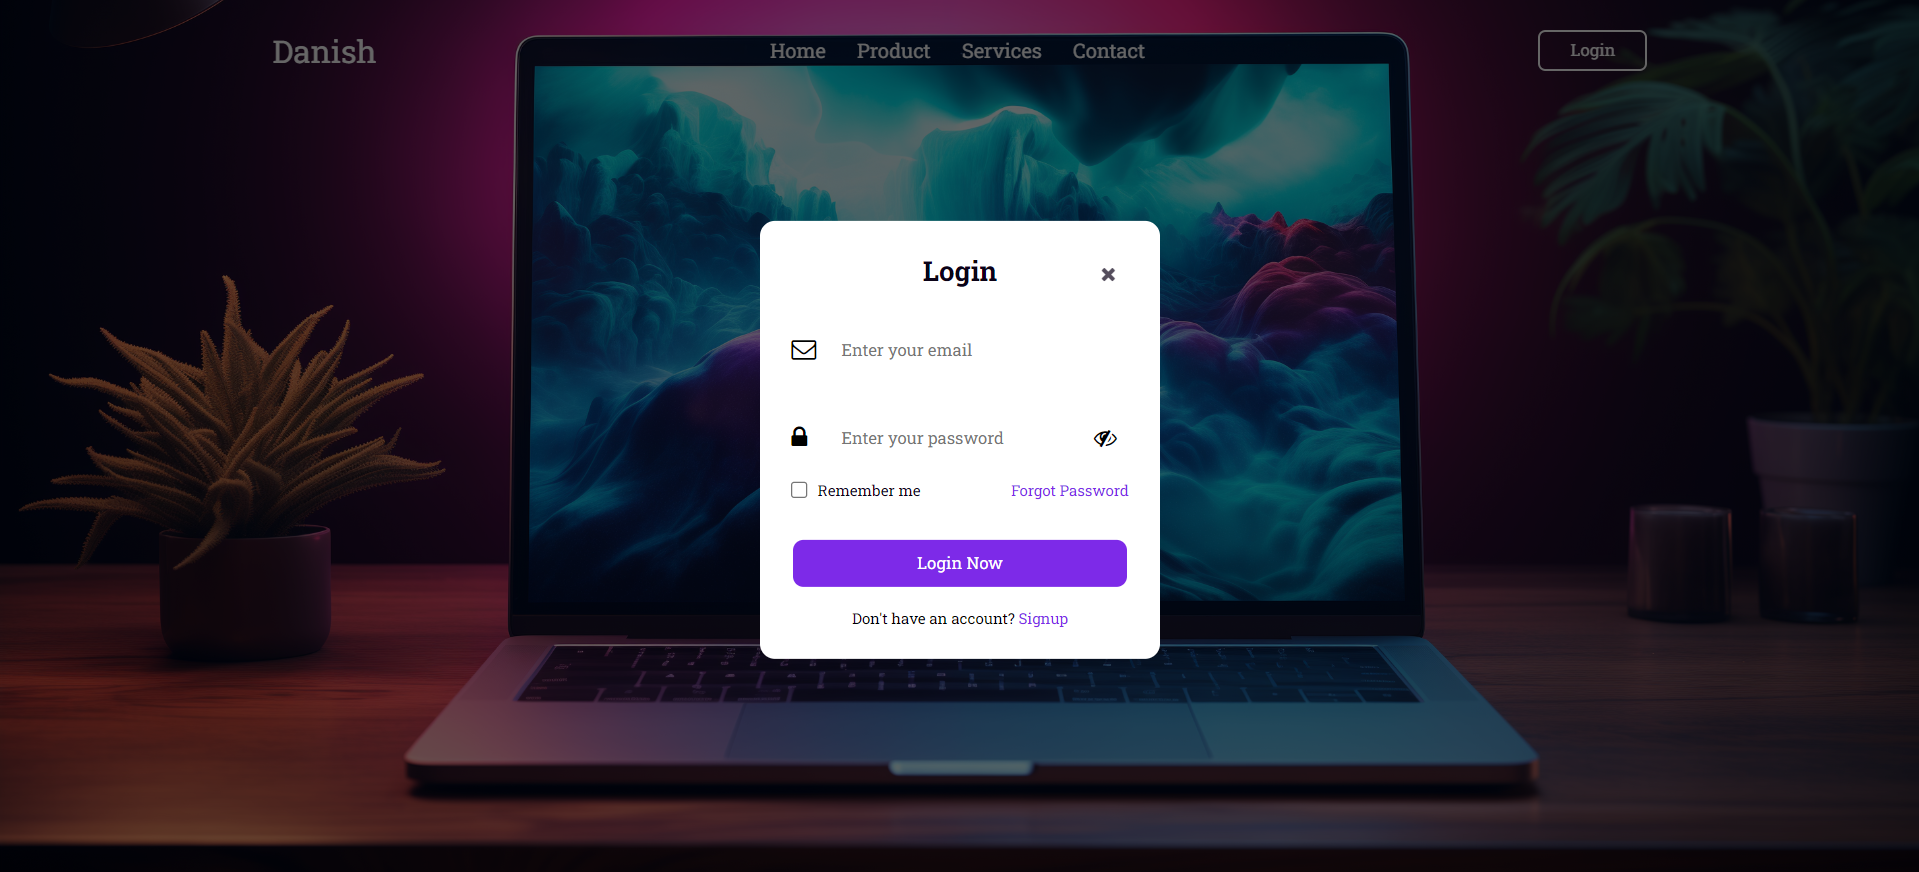 Danish
Home Product Services Contact
Login
Login
Enter your email
Enter your password
Remember me Forgot Password
Login Now
Don't have an account? Signup